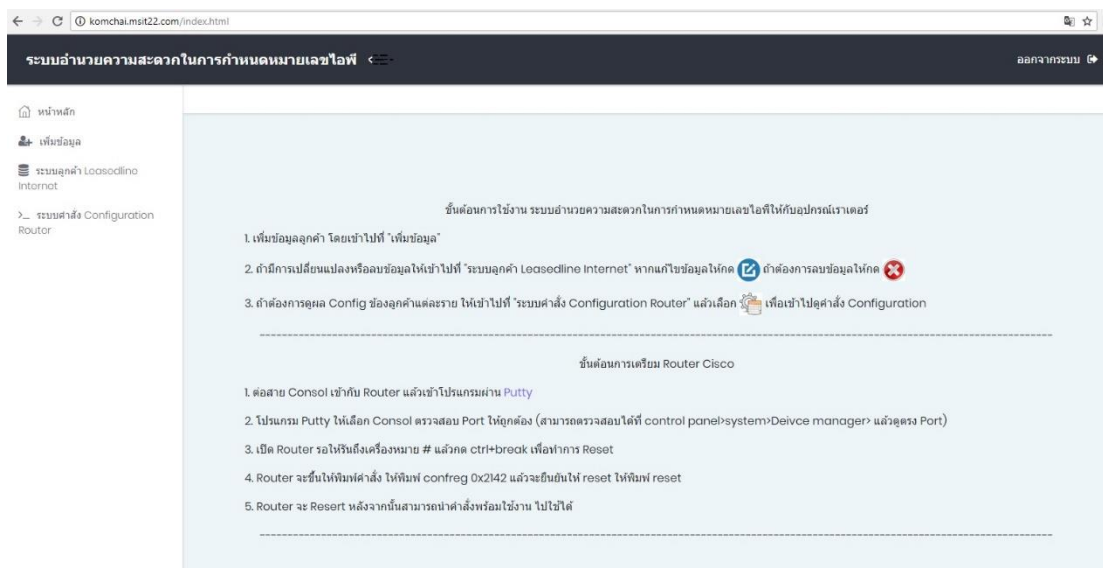 komchai.msit22.com/index.html
ระบบอำนวยความสะดวกในการกำหนดหมายเลขไอพี
ออกจากระบบ
หน้าหลัก
เพิ่มข้อมูล
ระบบลูกค้า Leasedline
Internet
ระบบคำสั่ง Configuration
Router
ขั้นตอนการใช้งาน ระบบอำนวยความสะดวกในการกำหนดหมายเลขไอพีให้กับอุปกรณ์เราเตอร์
1. เพิ่มข้อมูลลูกค้า โดยเข้าไปที่ "เพิ่มข้อมูล"
2. ถ้ามีการเปลี่ยนแปลงหรือลบข้อมูลให้เข้าไปที่ "ระบบลูกค้า Leasedline Internet" หากแก้ไขข้อมูลให้กด ถ้าต้องการลบข้อมูลให้กด
3. ถ้าต้องการดูผล Config ของลูกค้าแต่ละราย ให้เข้าไปที่ "ระบบคำสั่ง Configuration Router" แล้วเลือก เพื่อเข้าไปดูคำสั่ง Configuration
ขั้นตอนการเตรียม Router Cisco
1. ต่อสาย Consol เข้ากับ Router แล้วเข้าโปรแกรมผ่าน Putty
2. โปรแกรม Putty ให้เลือก Consol ตรวจสอบ Port ให้ถูกต้อง (สามารถตรวจสอบได้ที่ control panel>system>Deivce manager> แล้วดูตรง Port)
3. เปิด Router รอให้รันถึงเครื่องหมาย # แล้วกด ctrl+break เพื่อทำการ Reset
4. Router จะขึ้นให้พิมพ์คำสั่ง ให้พิมพ์ confreg 0x2142 แล้วจะยืนยันให้ reset ให้พิมพ์ reset
5. Router จะ Resert หลังจากนั้นสามารถนำคำสั่งพร้อมใช้งาน ไปใช้ได้